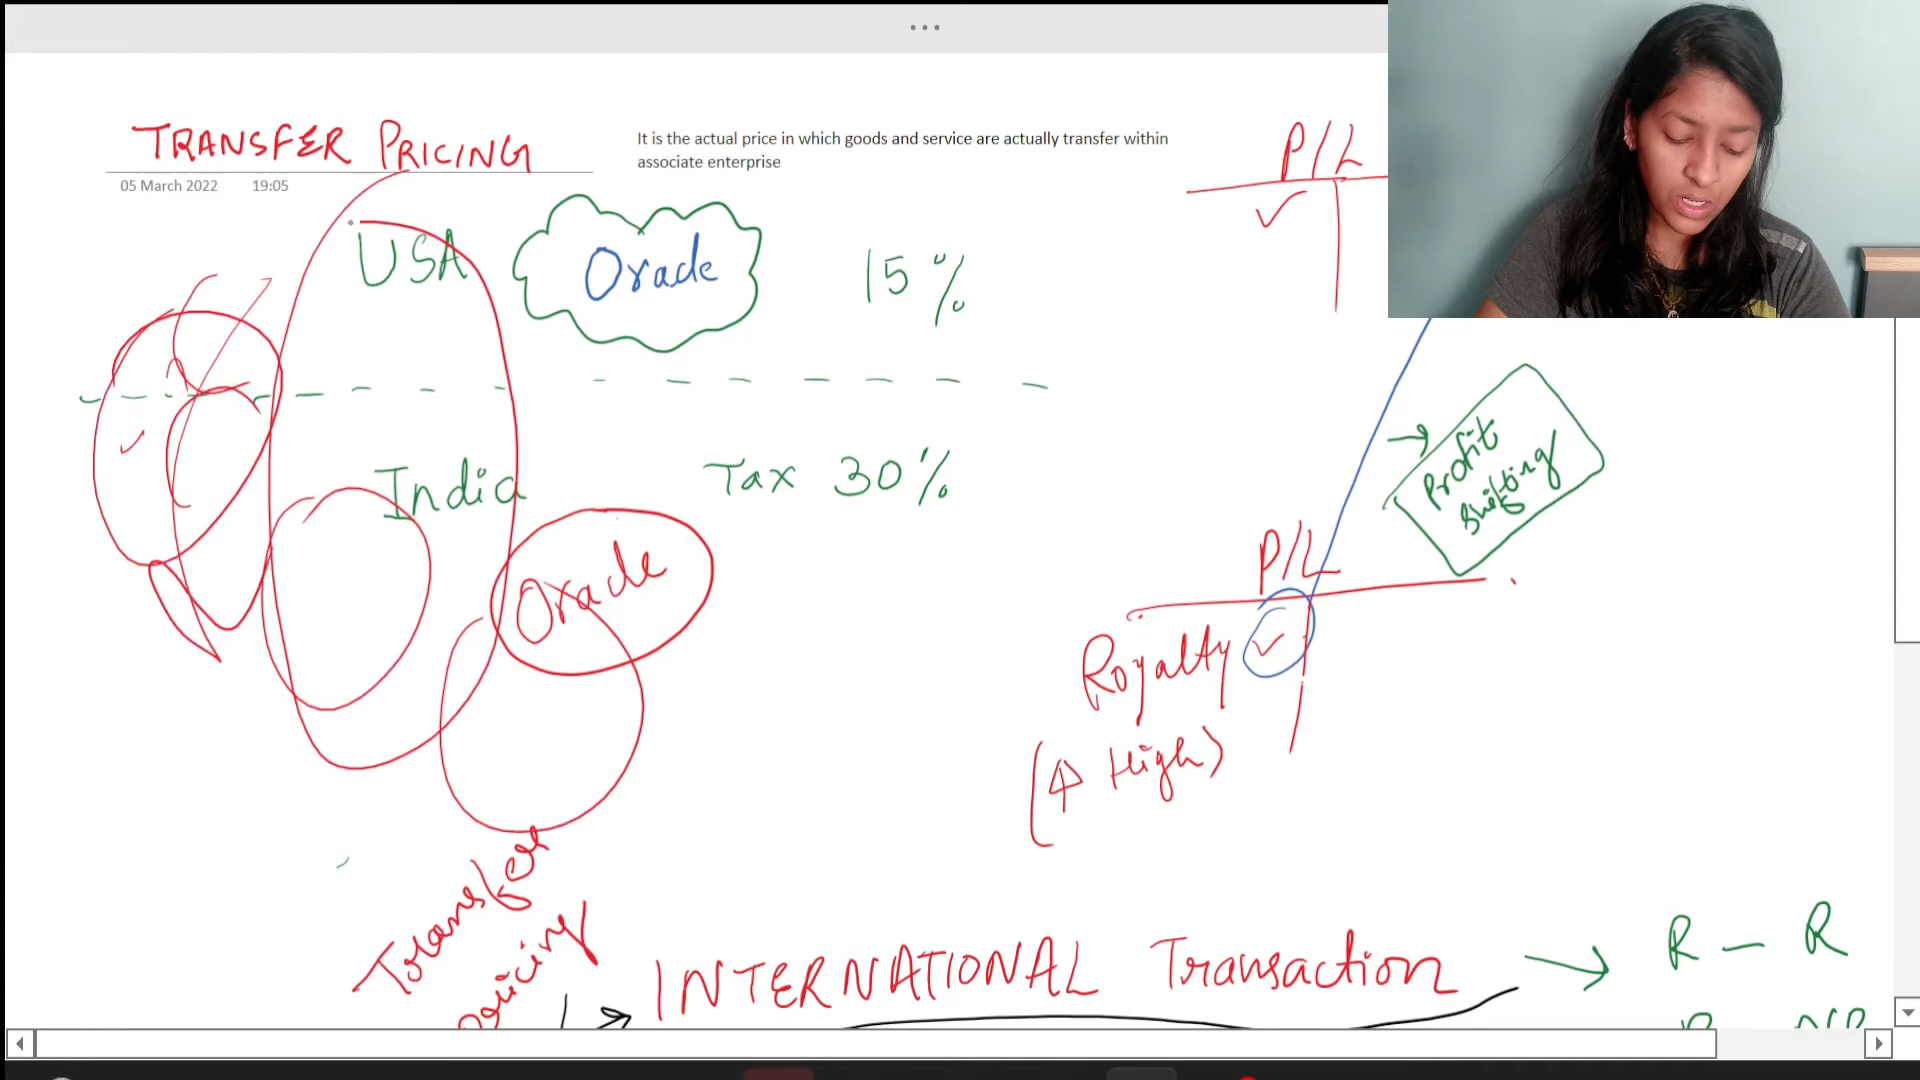 TRANSFER PRICING
It is the actual price in which goods and service are actually transfer within
associate enterprise
05 March 2022 19:05
P/L
USA
Oracle
15%
India
Tax 30%
Profit
Shifting
Oracle
P/L
Royalty
(↑ High)
Transfer
pricing
INTERNATIONAL Transaction → R - R